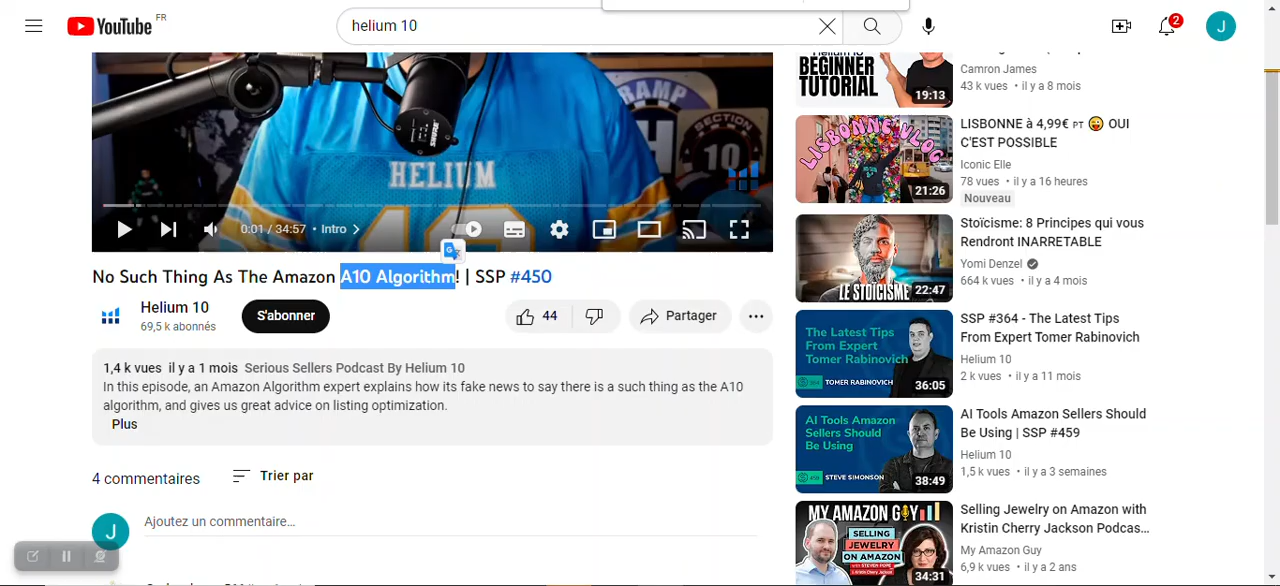 YouTube FR
helium 10
2
J
HELIUM
RAMP
SECTION
10
0:01 / 34:57 • Intro
No Such Thing As The Amazon A10 Algorithm! | SSP #450
Helium 10
69,5 k abonnés
S'abonner
44
Partager
1,4 k vues il y a 1 mois Serious Sellers Podcast By Helium 10
In this episode, an Amazon Algorithm expert explains how its fake news to say there is a such thing as the A10
algorithm, and gives us great advice on listing optimization.
Plus
4 commentaires
Trier par
J
Ajoutez un commentaire...
BEGINNER
TUTORIAL
19:13
Camron James
43 k vues • il y a 8 mois
LISBONNE VLOG
21:26
LISBONNE à 4,99€ PT 😜 OUI
C'EST POSSIBLE
Iconic Elle
78 vues • il y a 16 heures
Nouveau
LE STOÏCISME
22:47
Stoïcisme: 8 Principes qui vous
Rendront INARRETABLE
Yomi Denzel
664 k vues • il y a 4 mois
The Latest Tips
From Expert
Tomer Rabinovich
TOMER RABINOVICH
36:05
SSP #364 - The Latest Tips
From Expert Tomer Rabinovich
Helium 10
2 k vues • il y a 11 mois
AI Tools Amazon
Sellers Should
Be Using
STEVE SIMONSON
38:49
AI Tools Amazon Sellers Should
Be Using | SSP #459
Helium 10
1,5 k vues • il y a 3 semaines
MY AMAZON GUY
SELLING
JEWELRY
ON AMAZON
WITH
STEVEN POPE
34:31
Selling Jewelry on Amazon with
Kristin Cherry Jackson Podcas...
My Amazon Guy
6,9 k vues • il y a 2 ans